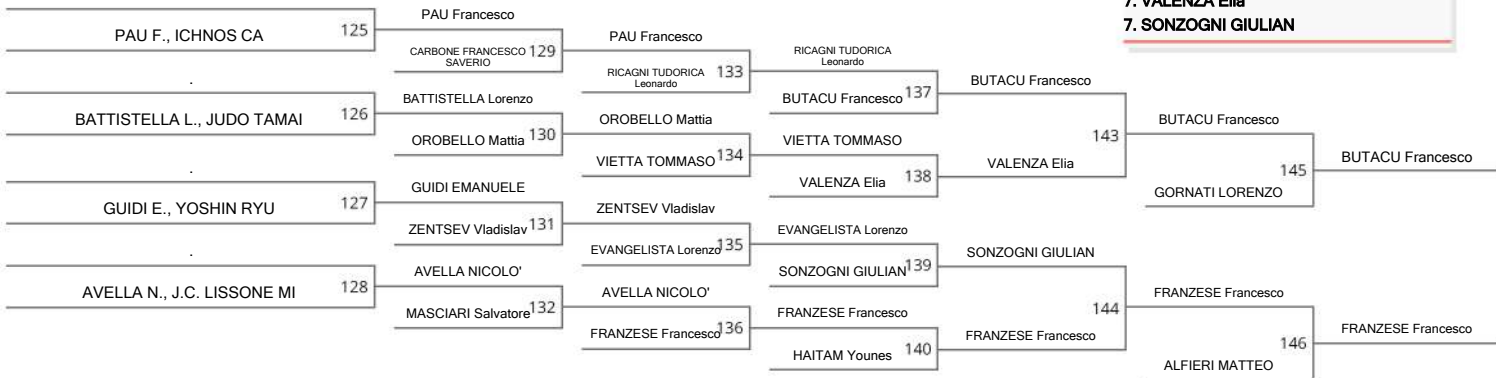 7. VALENZA Elia
7. SONZOGNI GIULIAN
PAU F., ICHNOS CA
125
.
BATTISTELLA L., JUDO TAMAI
126
.
GUIDI E., YOSHIN RYU
127
.
AVELLA N., J.C. LISSONE MI
128
PAU Francesco
CARBONE FRANCESCO
SAVERIO
129
BATTISTELLA Lorenzo
OROBELLO Mattia
130
GUIDI EMANUELE
ZENTSEV Vladislav
131
AVELLA NICOLO'
MASCIARI Salvatore
132
PAU Francesco
RICAGNI TUDORICA
Leonardo
133
OROBELLO Mattia
VIETTA TOMMASO
134
ZENTSEV Vladislav
EVANGELISTA Lorenzo
135
AVELLA NICOLO'
FRANZESE Francesco
136
RICAGNI TUDORICA
Leonardo
BUTACU Francesco
137
VIETTA TOMMASO
VALENZA Elia
138
EVANGELISTA Lorenzo
SONZOGNI GIULIAN
139
FRANZESE Francesco
HAITAM Younes
140
BUTACU Francesco
VALENZA Elia
143
SONZOGNI GIULIAN
FRANZESE Francesco
144
BUTACU Francesco
GORNATI LORENZO
145
FRANZESE Francesco
ALFIERI MATTEO
146
BUTACU Francesco
FRANZESE Francesco